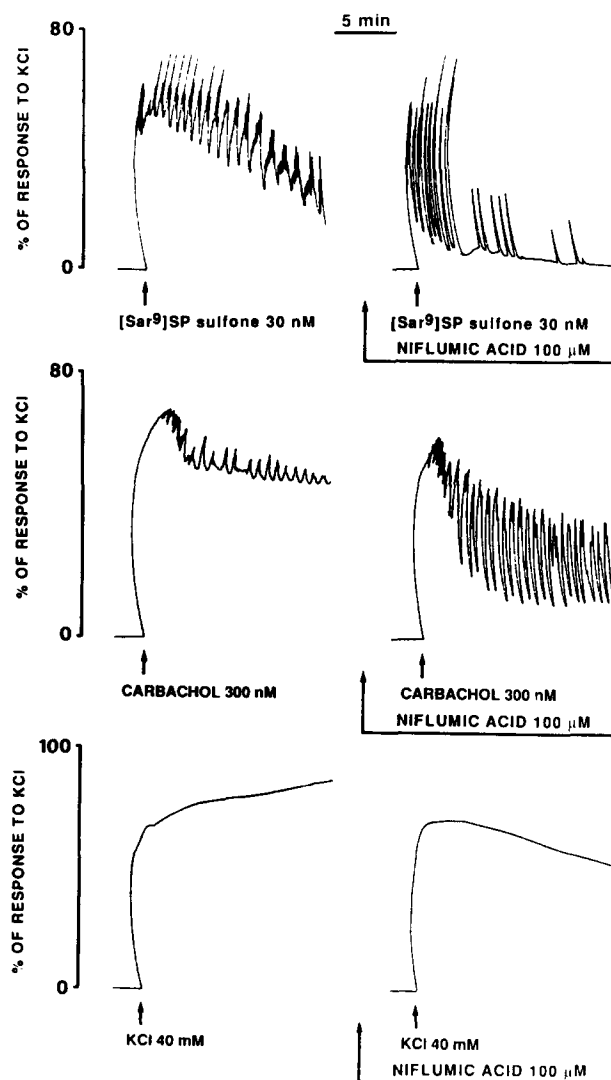 80
5 min
% OF RESPONSE TO KCl
0
[Sar⁹]SP sulfone 30 nM
[Sar⁹]SP sulfone 30 nM
NIFLUMIC ACID 100 μM
80
% OF RESPONSE TO KCl
0
CARBACHOL 300 nM
CARBACHOL 300 nM
NIFLUMIC ACID 100 μM
100
% OF RESPONSE TO KCl
0
KCl 40 mM
KCl 40 mM
NIFLUMIC ACID 100 μM